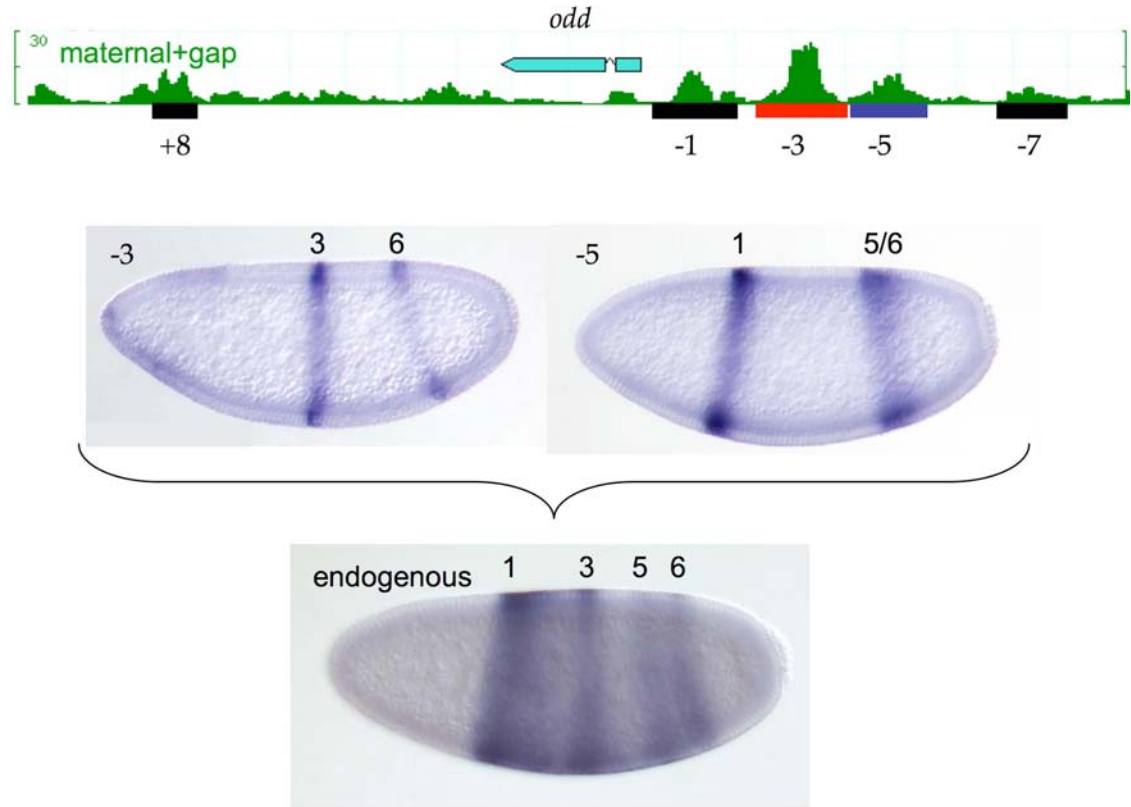 odd
30
maternal+gap
+8 -1 -3 -5 -7
-3 3 6
-5 1 5/6
endogenous 1 3 5 6